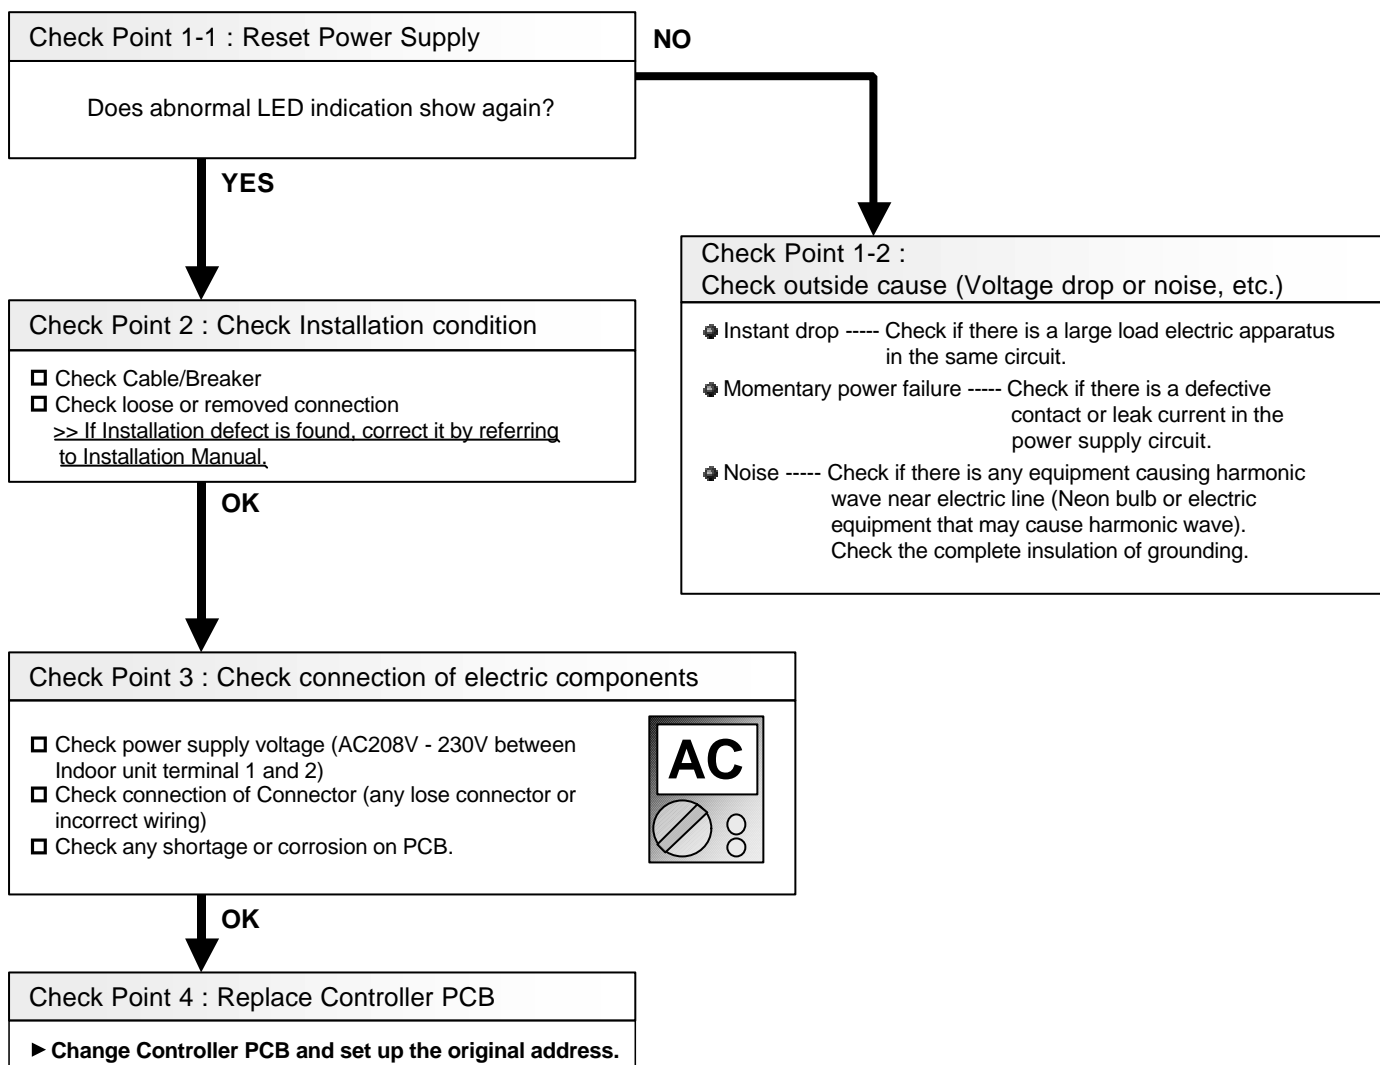 Check Point 1-1 : Reset Power Supply
Does abnormal LED indication show again?
NO
YES
Check Point 1-2 :
Check outside cause (Voltage drop or noise, etc.)
Instant drop ----- Check if there is a large load electric apparatus
in the same circuit.
Momentary power failure ----- Check if there is a defective
contact or leak current in the
power supply circuit.
Noise ----- Check if there is any equipment causing harmonic
wave near electric line (Neon bulb or electric
equipment that may cause harmonic wave).
Check the complete insulation of grounding.
Check Point 2 : Check Installation condition
Check Cable/Breaker
Check loose or removed connection
>> If Installation defect is found, correct it by referring
to Installation Manual.
OK
Check Point 3 : Check connection of electric components
Check power supply voltage (AC208V - 230V between
Indoor unit terminal 1 and 2)
Check connection of Connector (any lose connector or
incorrect wiring)
Check any shortage or corrosion on PCB.
AC
OK
Check Point 4 : Replace Controller PCB
► Change Controller PCB and set up the original address.